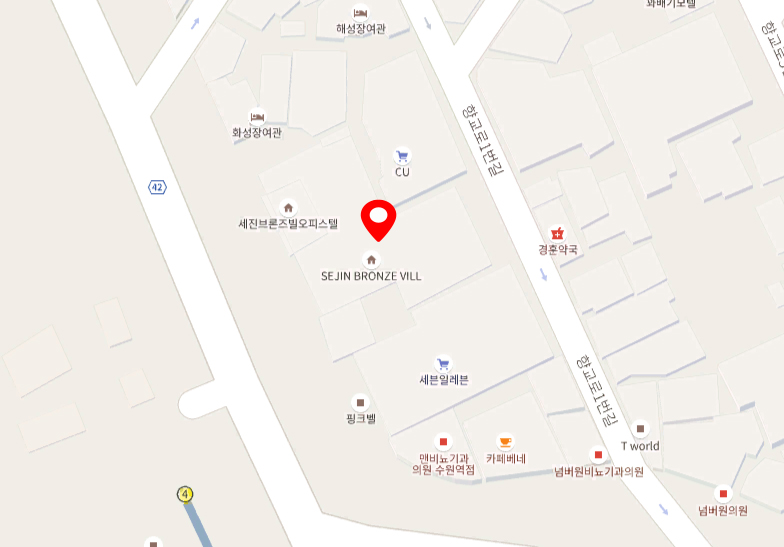 화배기모텔
해성장여관
향교로1번길
화성장여관
CU
42
세진브론즈빌오피스텔
경훈약국
SEJIN BRONZE VILL
세븐일레븐
향교로1번길
핑크벨
T world
맨비뇨기과
의원 수원역점
카페베네
넘버원비뇨기과의원
4
넘버원의원